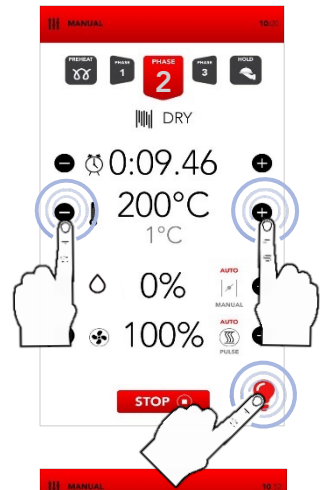 MANUAL 10:20
PREHEAT PHASE 1 PHASE 2 PHASE 3 HOLD
DRY
0:09.46
200°C
1°C
0% AUTO
MANUAL
100% AUTO
PULSE
STOP
MANUAL